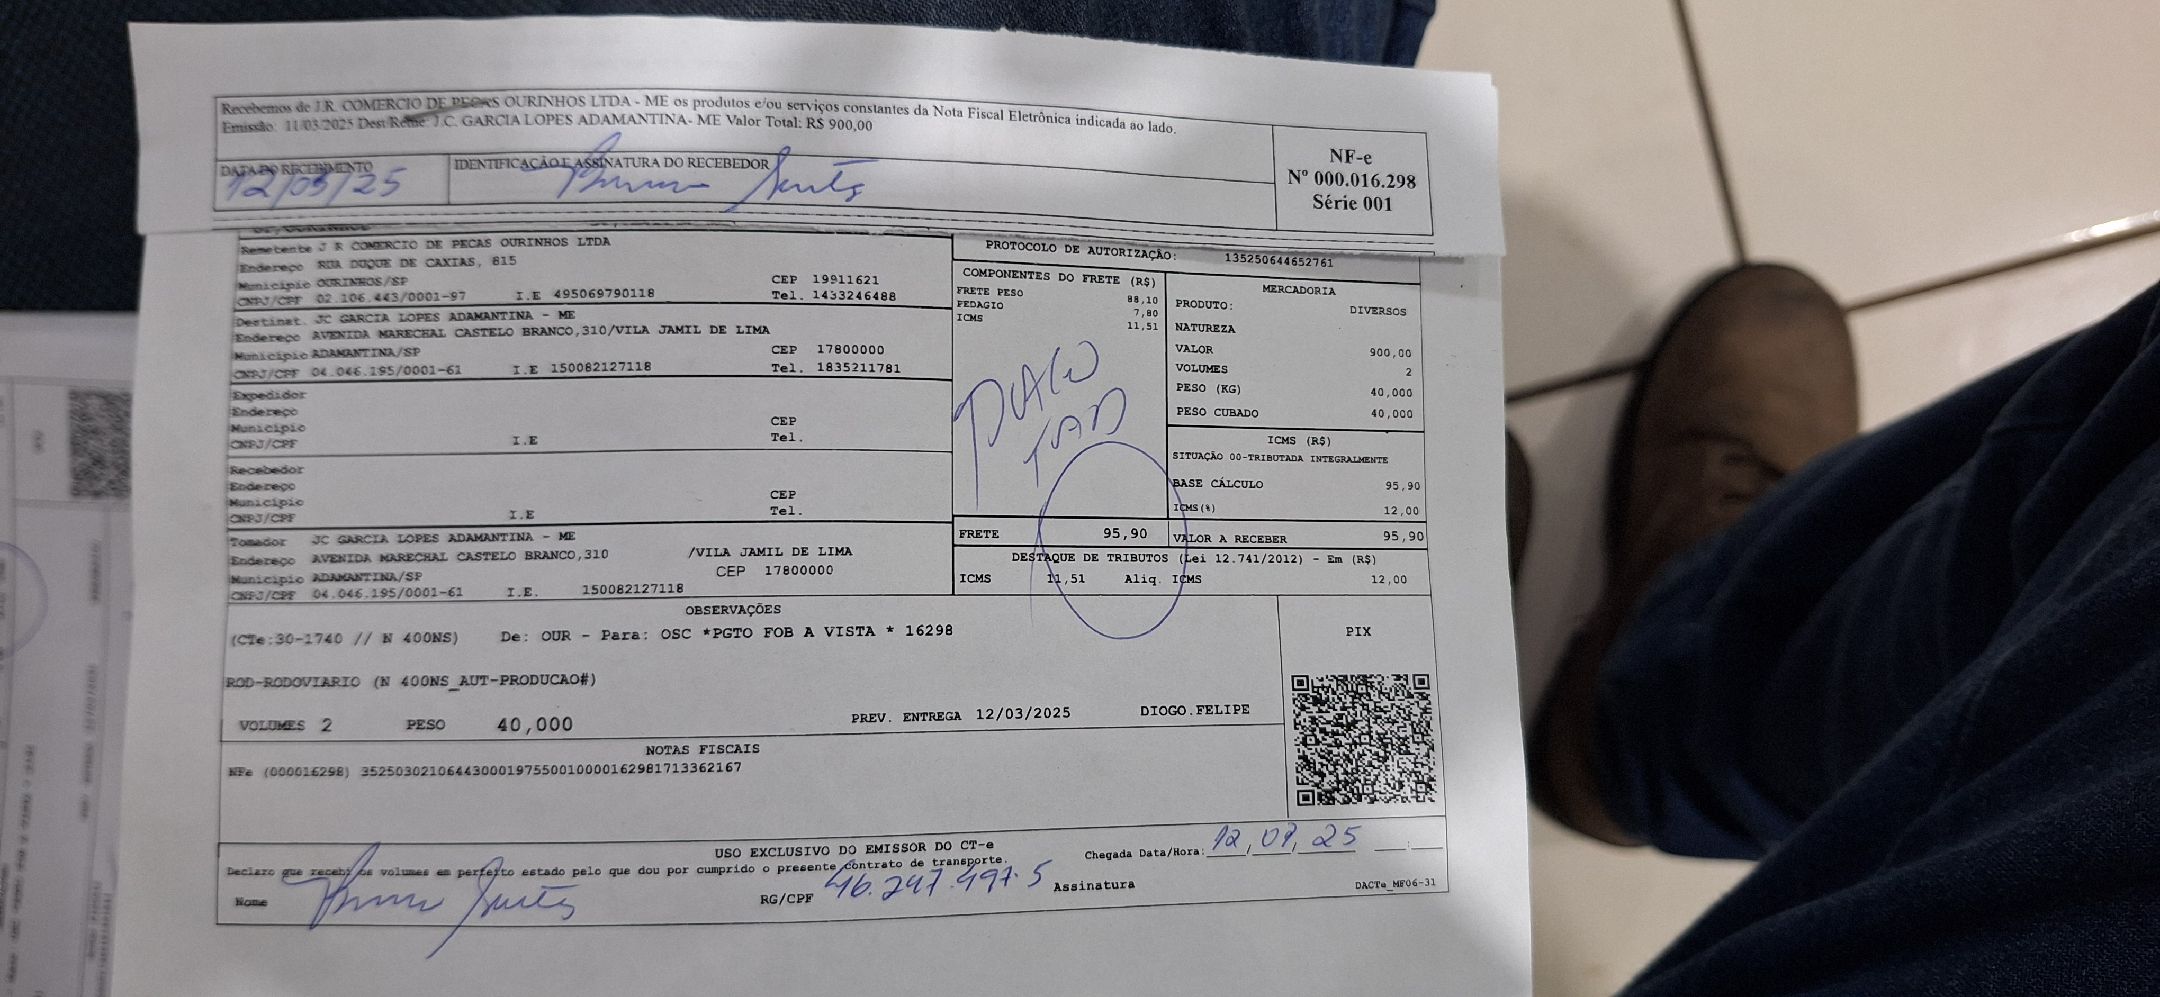 Recebemos de J.R. COMERCIO DE PECAS OURINHOS LTDA - ME os produtos e/ou serviços constantes da Nota Fiscal Eletrônica indicada ao lado.
Emissão: 11/03/2025 Dest/Reme: J.C. GARCIA LOPES ADAMANTINA- ME Valor Total: R$ 900,00
DATA DO RECEBIMENTO
12/03/25
IDENTIFICAÇÃO E ASSINATURA DO RECEBEDOR
NF-e
Nº 000.016.298
Série 001
Remetente J R COMERCIO DE PECAS OURINHOS LTDA
Endereço RUA DUQUE DE CAXIAS, 815
Município OURINHOS/SP CEP 19911621
CNPJ/CPF 02.106.443/0001-97 I.E 495069790118 Tel. 1433246488
Destinat. JC GARCIA LOPES ADAMANTINA - ME
Endereço AVENIDA MARECHAL CASTELO BRANCO,310/VILA JAMIL DE LIMA
Município ADAMANTINA/SP CEP 17800000
CNPJ/CPF 04.046.195/0001-61 I.E 150082127118 Tel. 1835211781
Expedidor
Endereço
Município CEP
CNPJ/CPF I.E Tel.
Recebedor
Endereço
Município CEP
CNPJ/CPF I.E Tel.
Tomador JC GARCIA LOPES ADAMANTINA - ME
Endereço AVENIDA MARECHAL CASTELO BRANCO,310 /VILA JAMIL DE LIMA
Município ADAMANTINA/SP CEP 17800000
CNPJ/CPF 04.046.195/0001-61 I.E. 150082127118
PROTOCOLO DE AUTORIZAÇÃO: 135250644652761
COMPONENTES DO FRETE (R$)
FRETE PESO 88,10
PEDAGIO 7,80
ICMS 11,51
MERCADORIA
PRODUTO: DIVERSOS
NATUREZA
VALOR 900,00
VOLUMES 2
PESO (KG) 40,000
PESO CUBADO 40,000
ICMS (R$)
SITUAÇÃO 00-TRIBUTADA INTEGRALMENTE
BASE CÁLCULO 95,90
ICMS(%) 12,00
FRETE 95,90
VALOR A RECEBER 95,90
DESTAQUE DE TRIBUTOS (Lei 12.741/2012) - Em (R$)
ICMS 11,51 Aliq. ICMS 12,00
OBSERVAÇÕES
(CTe:30-1740 // N 400NS) De: OUR - Para: OSC *PGTO FOB A VISTA * 16298
ROD-RODOVIARIO (N 400NS_AUT-PRODUCAO#)
VOLUMES 2 PESO 40,000 PREV. ENTREGA 12/03/2025 DIOGO.FELIPE
PIX
NOTAS FISCAIS
NFe (000016298) 35250302106443000197550010000162981713362167
USO EXCLUSIVO DO EMISSOR DO CT-e
Chegada Data/Hora: 12, 03, 25 __:__
Declaro que recebi os volumes em perfeito estado pelo que dou por cumprido o presente contrato de transporte.
Nome RG/CPF 46.247.497.5 Assinatura
DACTe_MF06-31